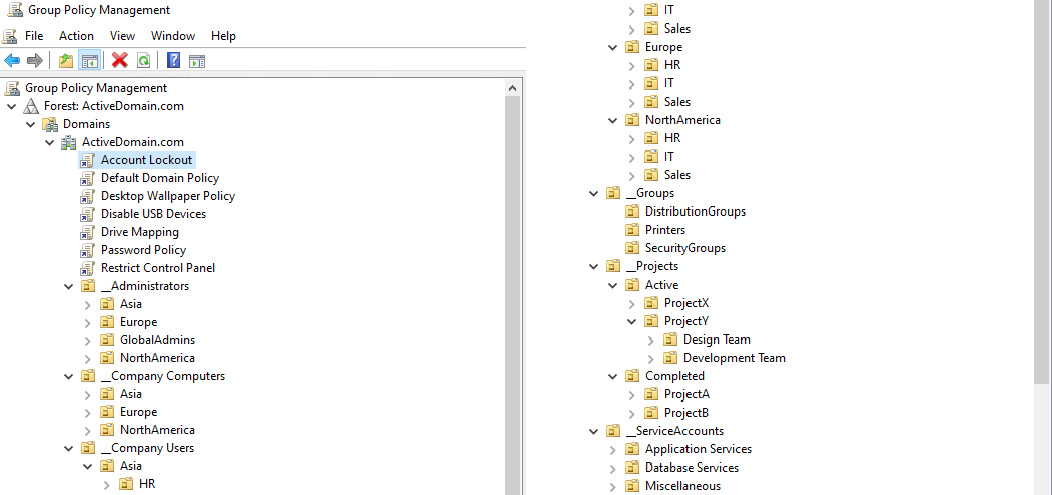 Group Policy Management
File Action View Window Help
Group Policy Management
Forest: ActiveDomain.com
Domains
ActiveDomain.com
Account Lockout
Default Domain Policy
Desktop Wallpaper Policy
Disable USB Devices
Drive Mapping
Password Policy
Restrict Control Panel
__Administrators
Asia
Europe
GlobalAdmins
NorthAmerica
__Company Computers
Asia
Europe
NorthAmerica
__Company Users
Asia
HR
IT
Sales
Europe
HR
IT
Sales
NorthAmerica
HR
IT
Sales
__Groups
DistributionGroups
Printers
SecurityGroups
__Projects
Active
ProjectX
ProjectY
Design Team
Development Team
Completed
ProjectA
ProjectB
__ServiceAccounts
Application Services
Database Services
Miscellaneous